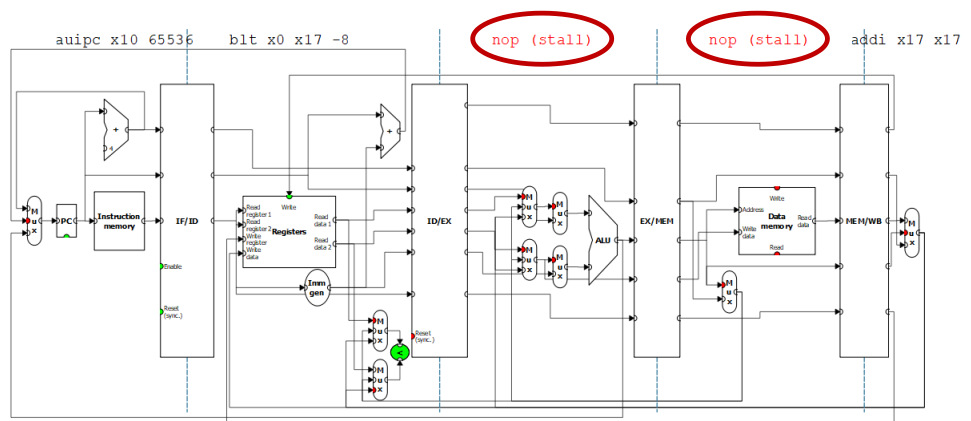 auipc x10 65536
blt x0 x17 -8
nop (stall)
nop (stall)
addi x17 x17
+
4
M
u
x
PC
Instruction
memory
IF/ID
Enable
Reset
(sync.)
Write
Read
register 1
Read
register 2
Write
register
Write
data
Registers
Read
data 1
Read
data 2
Imm
gen
+
M
u
x
M
u
x
<
ID/EX
Reset
(sync.)
M
u
x
M
u
x
M
u
x
M
u
x
ALU
EX/MEM
Write
Address
Write
data
Data
memory
Read
data
Read
M
u
x
MEM/WB
M
u
x